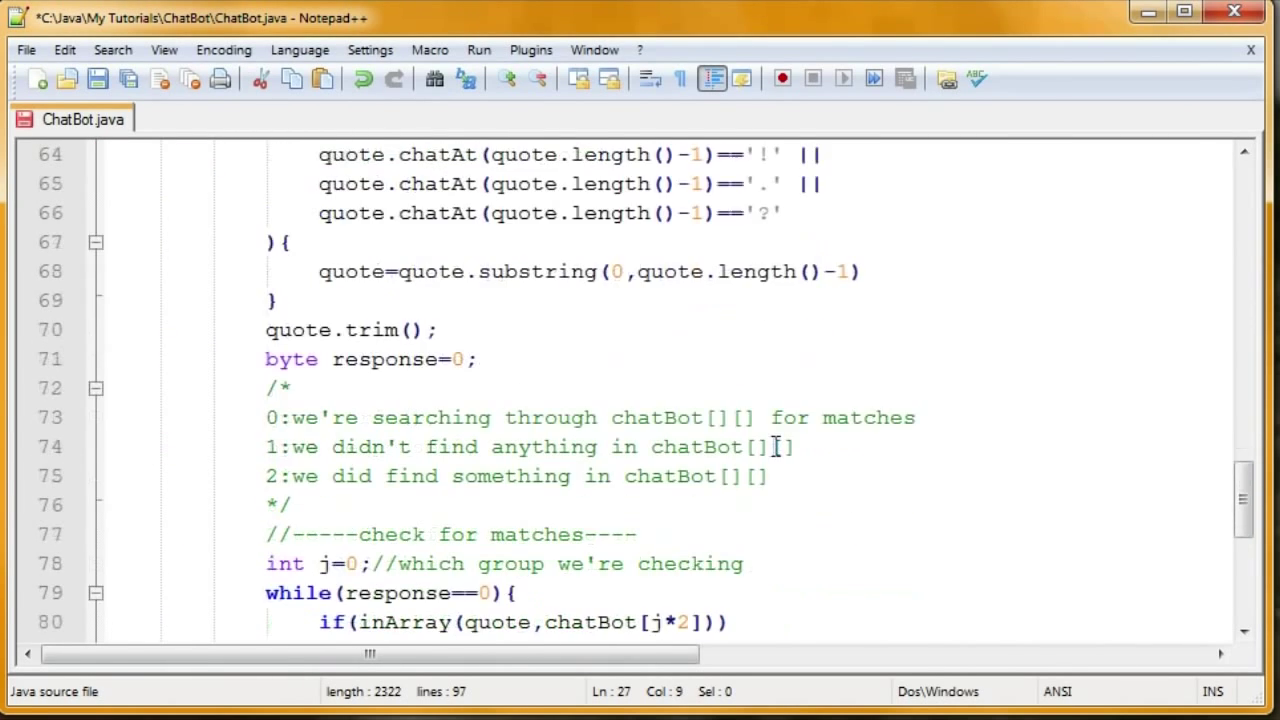 *C:\Java\My Tutorials\ChatBot\ChatBot.java - Notepad++
File Edit Search View Encoding Language Settings Macro Run Plugins Window ? X
ABC
ChatBot.java
64 quote.chatAt(quote.length()-1)=='!' ||
65 quote.chatAt(quote.length()-1)=='.' ||
66 quote.chatAt(quote.length()-1)=='?'
67 ){
68 quote=quote.substring(0,quote.length()-1)
69 }
70 quote.trim();
71 byte response=0;
72 /*
73 0:we're searching through chatBot[][] for matches
74 1:we didn't find anything in chatBot[][]
75 2:we did find something in chatBot[][]
76 */
77 //-----check for matches----
78 int j=0;//which group we're checking
79 while(response==0){
80 if(inArray(quote,chatBot[j*2]))
Java source file length : 2322 lines : 97 Ln : 27 Col : 9 Sel : 0 Dos\Windows ANSI INS